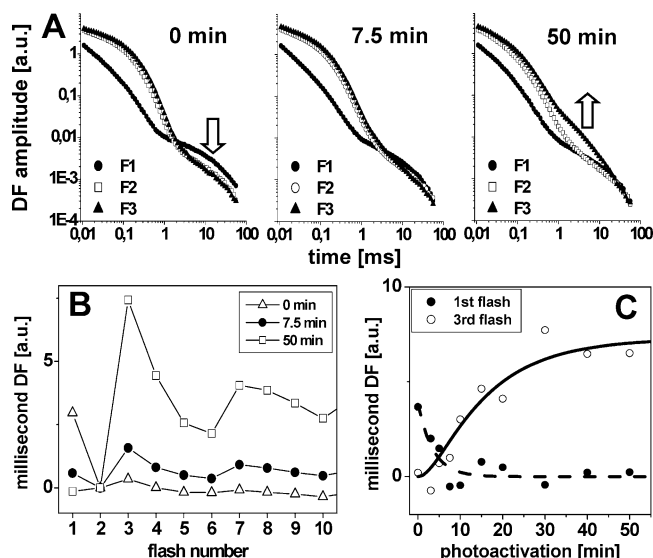 A
0 min
7.5 min
50 min
DF amplitude [a.u.]
1
0,1
0,01
1E-3
1E-4
F1
F2
F3
F1
F2
F3
F1
F2
F3
0,01 0,1 1 10 100
0,01 0,1 1 10 100
0,01 0,1 1 10 100
time [ms]
B
millisecond DF [a.u.]
5
0
0 min
7.5 min
50 min
1 2 3 4 5 6 7 8 9 10
flash number
C
millisecond DF [a.u.]
10
0
1st flash
3rd flash
0 10 20 30 40 50
photoactivation [min]